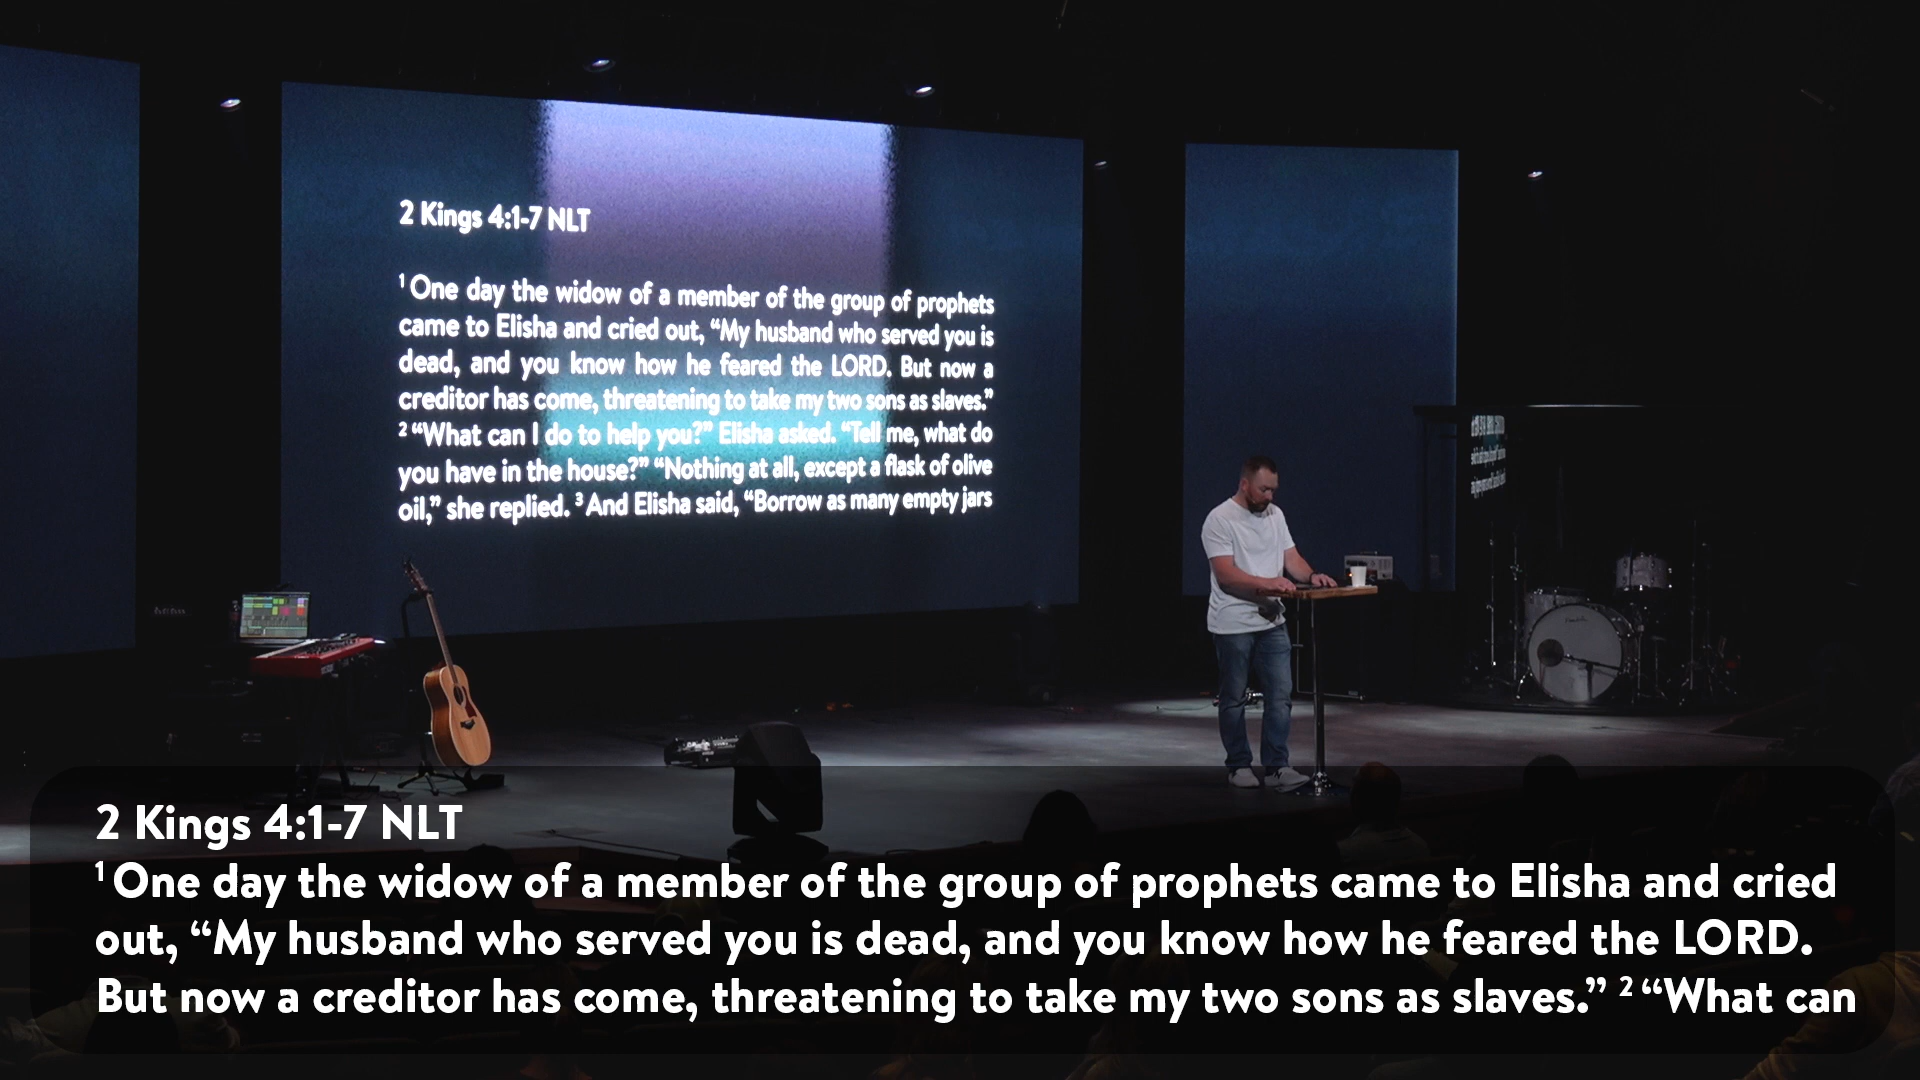 2 Kings 4:1-7 NLT
¹ One day the widow of a member of the group of prophets
came to Elisha and cried out, “My husband who served you is
dead, and you know how he feared the LORD. But now a
creditor has come, threatening to take my two sons as slaves.”
² “What can I do to help you?” Elisha asked. “Tell me, what do
you have in the house?” “Nothing at all, except a flask of olive
oil,” she replied. ³ And Elisha said, “Borrow as many empty jars
2 Kings 4:1-7 NLT
¹ One day the widow of a member of the group of prophets came to Elisha and cried
out, “My husband who served you is dead, and you know how he feared the LORD.
But now a creditor has come, threatening to take my two sons as slaves.” ² “What can